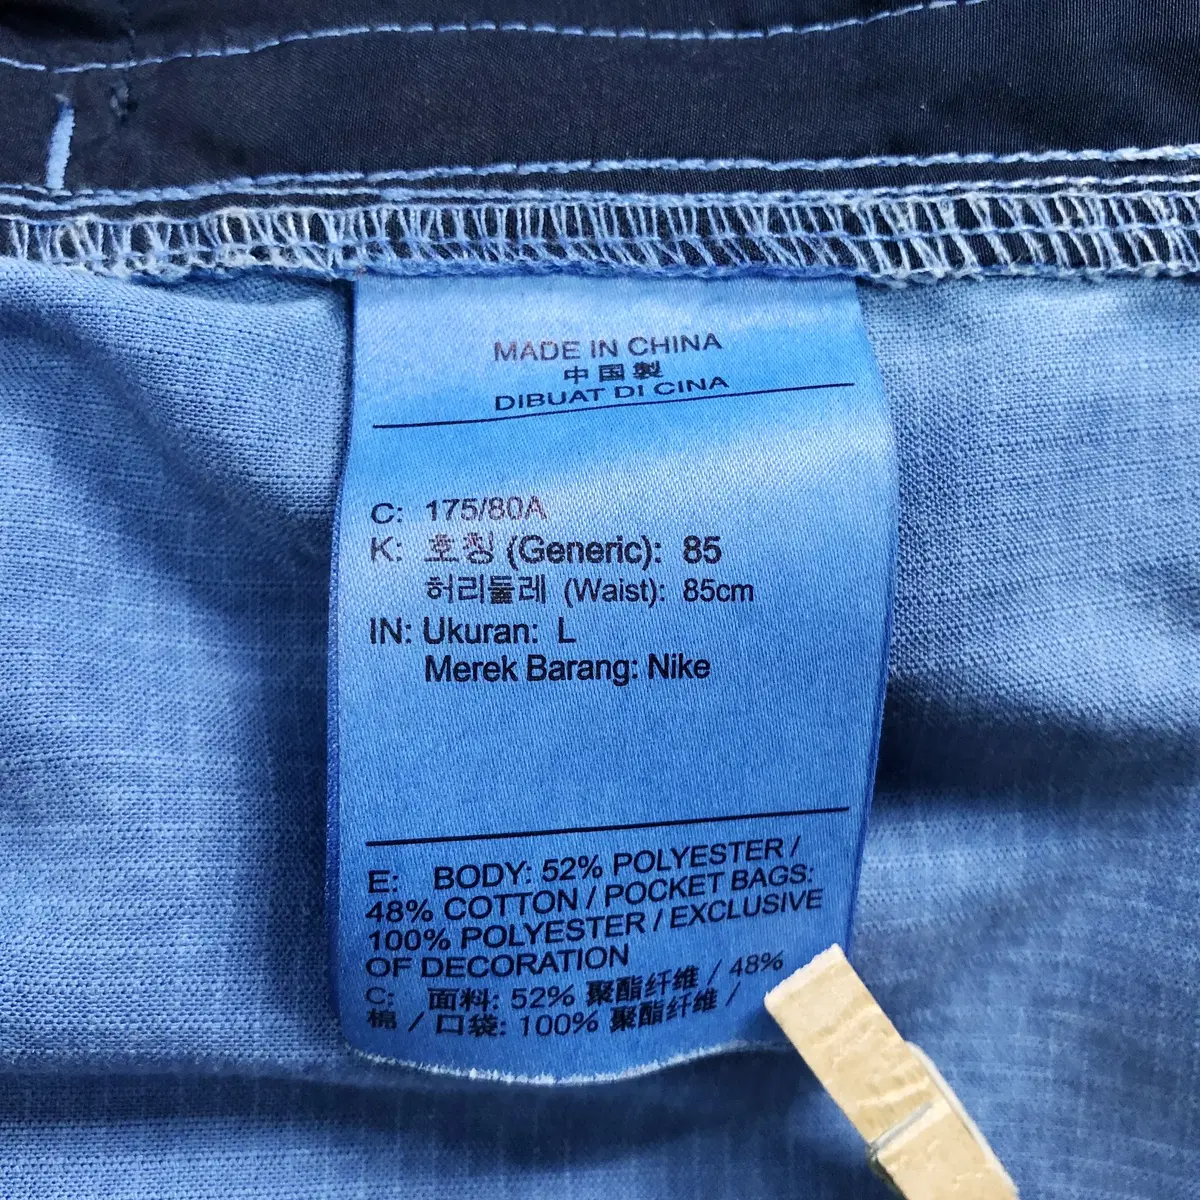 MADE IN CHINA
中国製
DIBUAT DI CINA
C: 175/80A
K: 호칭 (Generic): 85
허리둘레 (Waist): 85cm
IN: Ukuran: L
Merek Barang: Nike
E: BODY: 52% POLYESTER /
48% COTTON / POCKET BAGS:
100% POLYESTER / EXCLUSIVE
OF DECORATION
C: 面料: 52% 聚酯纤维 / 48%
棉 / 口袋: 100% 聚酯纤维 /